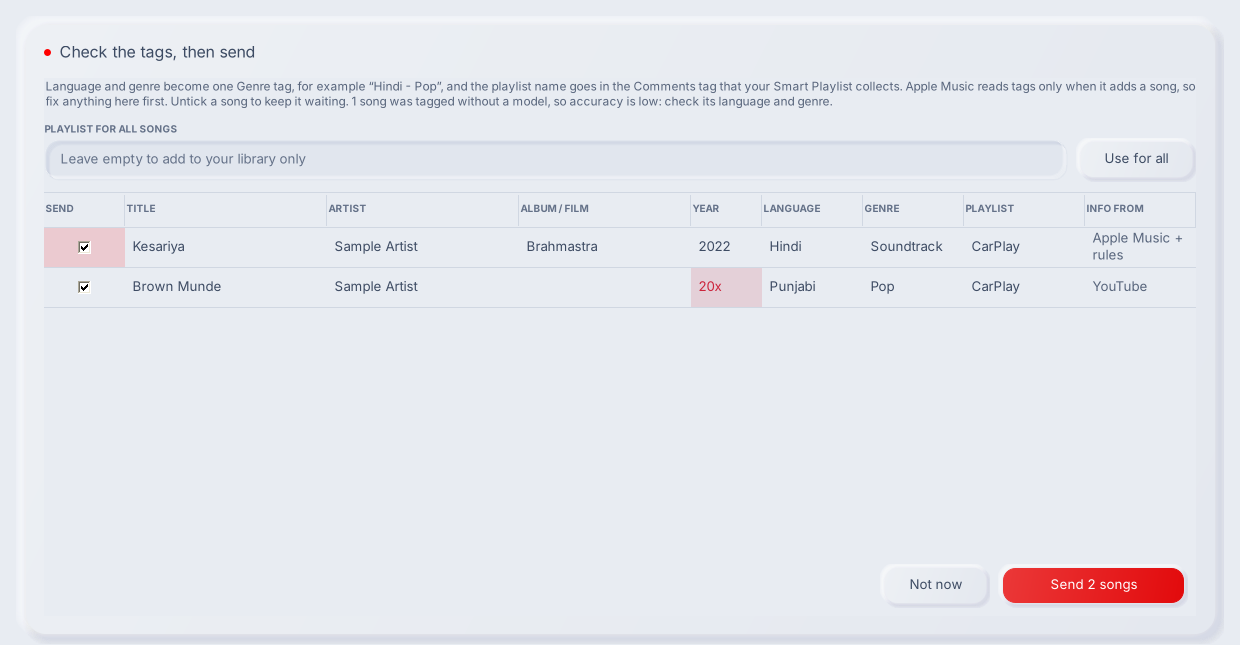 Check the tags, then send
Language and genre become one Genre tag, for example “Hindi - Pop”, and the playlist name goes in the Comments tag that your Smart Playlist collects. Apple Music reads tags only when it adds a song, so
fix anything here first. Untick a song to keep it waiting. 1 song was tagged without a model, so accuracy is low: check its language and genre.
PLAYLIST FOR ALL SONGS
Leave empty to add to your library only
Use for all
SEND TITLE ARTIST ALBUM / FILM YEAR LANGUAGE GENRE PLAYLIST INFO FROM
Kesariya Sample Artist Brahmastra 2022 Hindi Soundtrack CarPlay Apple Music +
rules
Brown Munde Sample Artist 20x Punjabi Pop CarPlay YouTube
Not now Send 2 songs